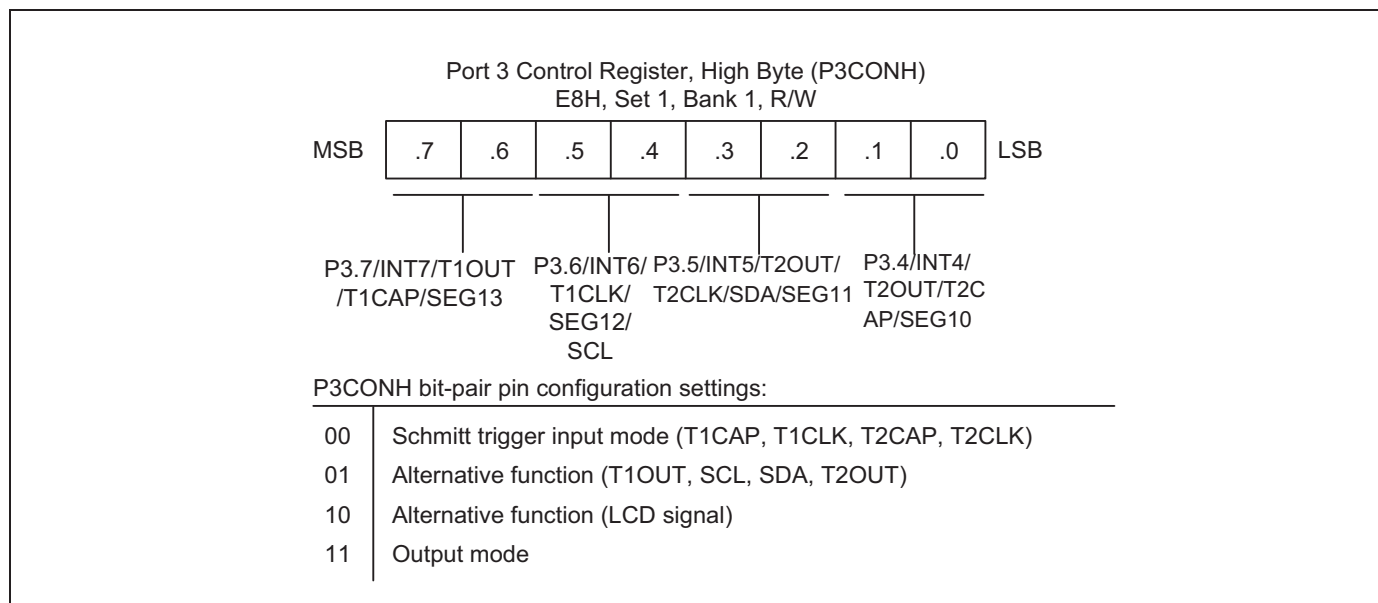 Port 3 Control Register, High Byte (P3CONH)
E8H, Set 1, Bank 1, R/W
MSB .7 .6 .5 .4 .3 .2 .1 .0 LSB
P3.7/INT7/T1OUT
/T1CAP/SEG13
P3.6/INT6/
T1CLK/
SEG12/
SCL
P3.5/INT5/T2OUT/
T2CLK/SDA/SEG11
P3.4/INT4/
T2OUT/T2C
AP/SEG10
P3CONH bit-pair pin configuration settings:
00 Schmitt trigger input mode (T1CAP, T1CLK, T2CAP, T2CLK)
01 Alternative function (T1OUT, SCL, SDA, T2OUT)
10 Alternative function (LCD signal)
11 Output mode